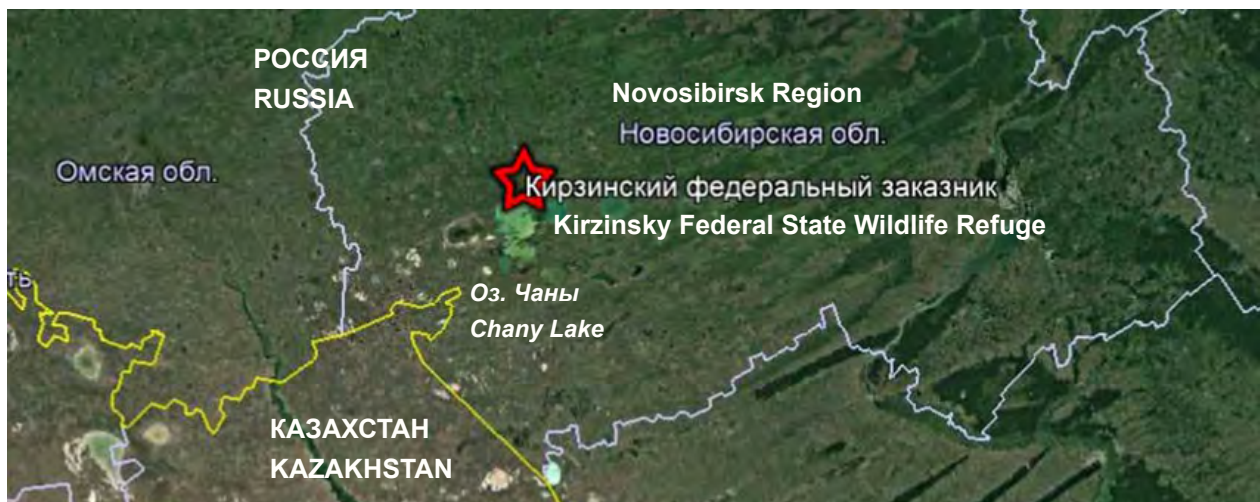 РОССИЯ
RUSSIA
Novosibirsk Region
Новосибирская обл.
Омская обл.
Кирзинский федеральный заказник
Kirzinsky Federal State Wildlife Refuge
ть
Оз. Чаны
Chany Lake
КАЗАХСТАН
KAZAKHSTAN